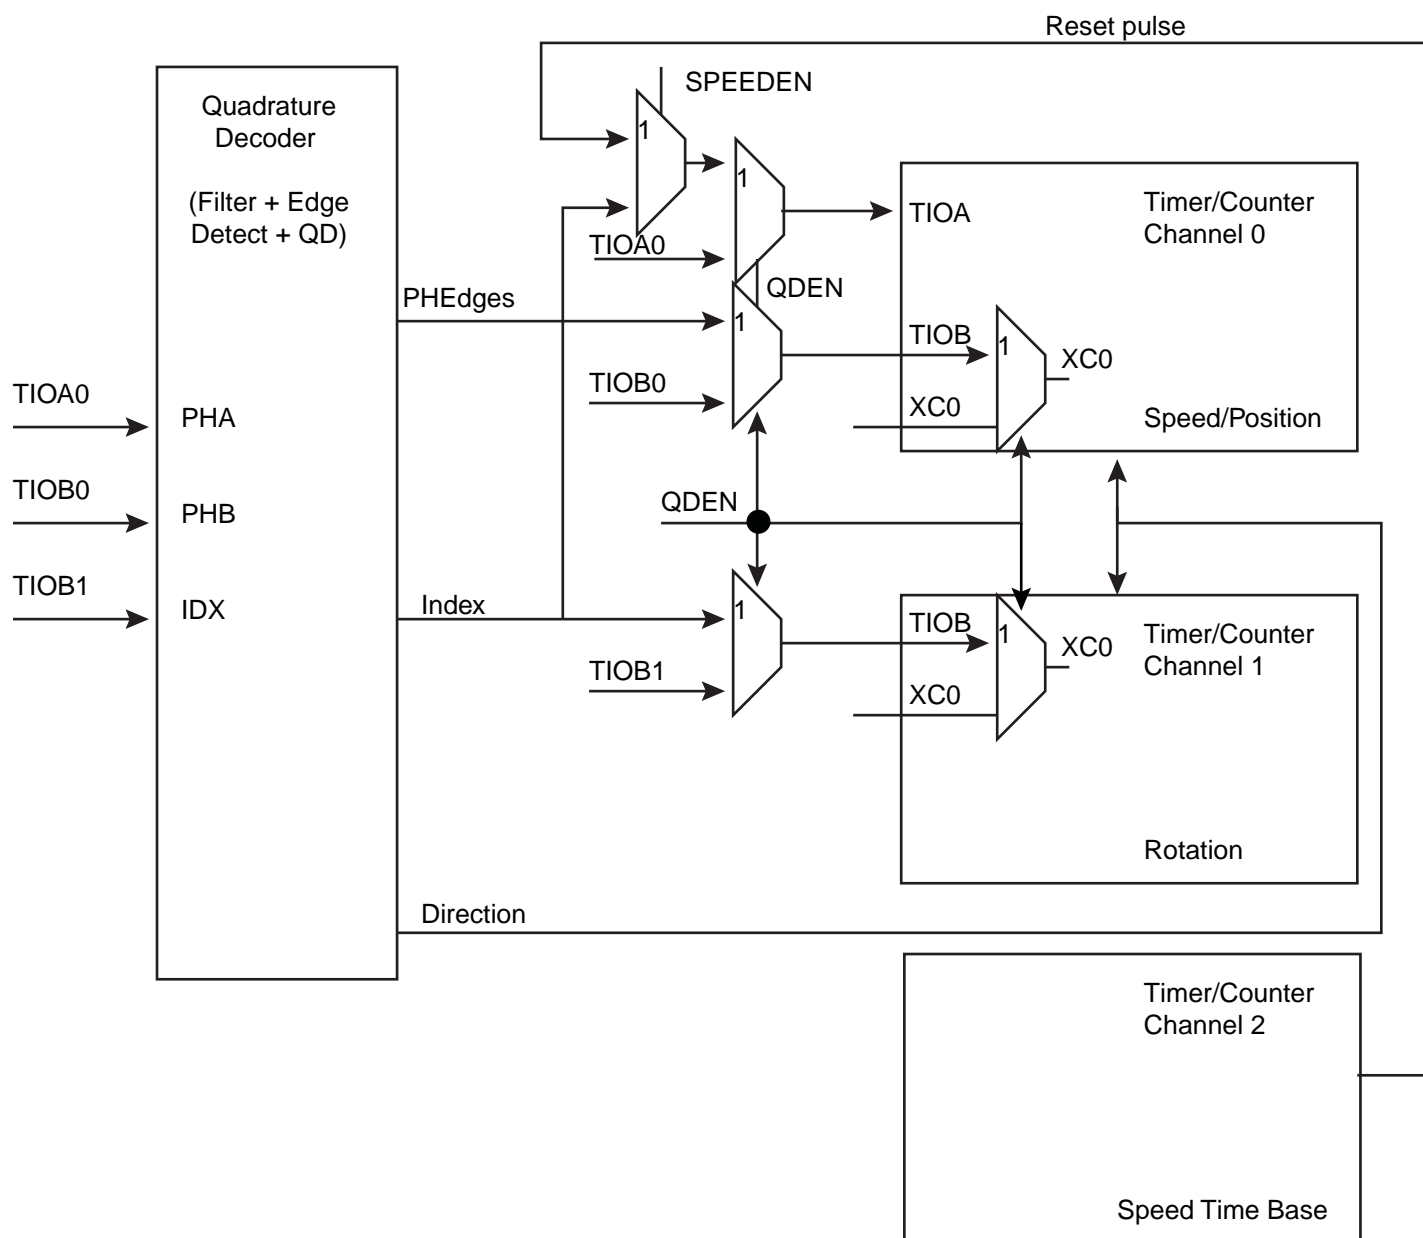 Reset pulse
SPEEDEN
Quadrature
Decoder
(Filter + Edge
Detect + QD)
1
1
TIOA
Timer/Counter
Channel 0
TIOA0
QDEN
PHEdges
1
TIOB
1
XC0
TIOB0
XC0
Speed/Position
TIOA0
PHA
TIOB0
PHB
QDEN
TIOB1
IDX
Index
1
TIOB
1
XC0
Timer/Counter
Channel 1
TIOB1
XC0
Rotation
Direction
Timer/Counter
Channel 2
Speed Time Base